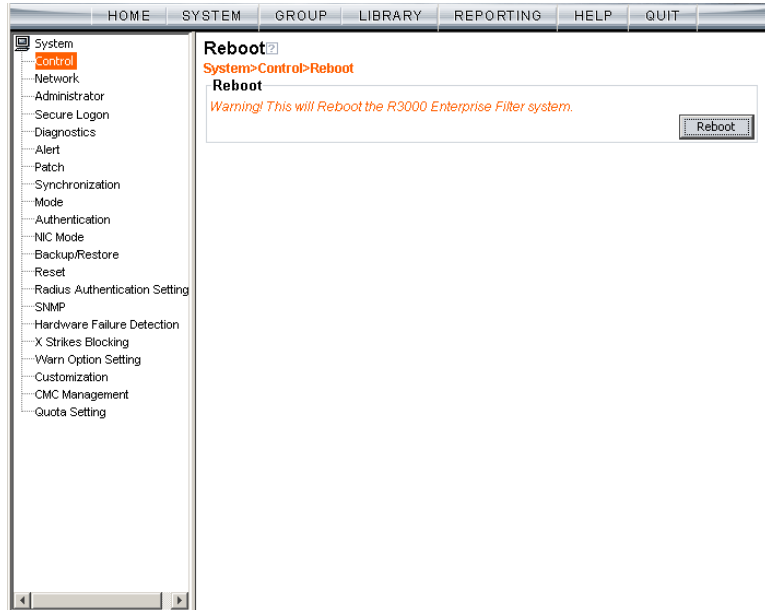 HOME SYSTEM GROUP LIBRARY REPORTING HELP QUIT
System
Control
Network
Administrator
Secure Logon
Diagnostics
Alert
Patch
Synchronization
Mode
Authentication
NIC Mode
Backup/Restore
Reset
Radius Authentication Setting
SNMP
Hardware Failure Detection
X Strikes Blocking
Warn Option Setting
Customization
CMC Management
Quota Setting
Reboot?
System>Control>Reboot
Reboot
Warning! This will Reboot the R3000 Enterprise Filter system.
Reboot